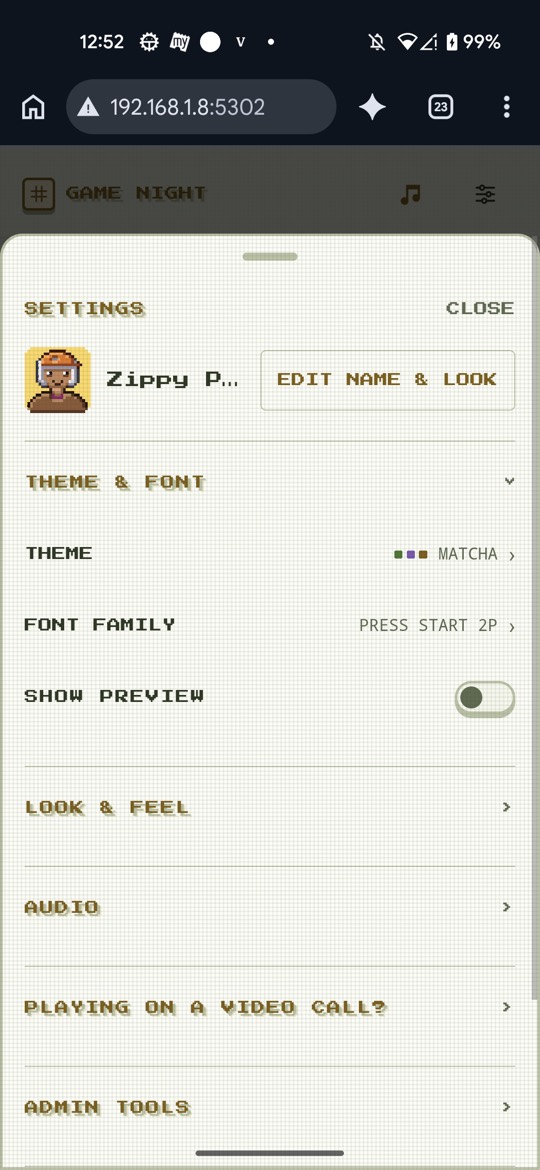 12:52
my
v
99%
192.168.1.8:5302
23
GAME NIGHT
SETTINGS
CLOSE
Zippy P…
EDIT NAME & LOOK
THEME & FONT
THEME
MATCHA ›
FONT FAMILY
PRESS START 2P ›
SHOW PREVIEW
LOOK & FEEL
AUDIO
PLAYING ON A VIDEO CALL?
ADMIN TOOLS